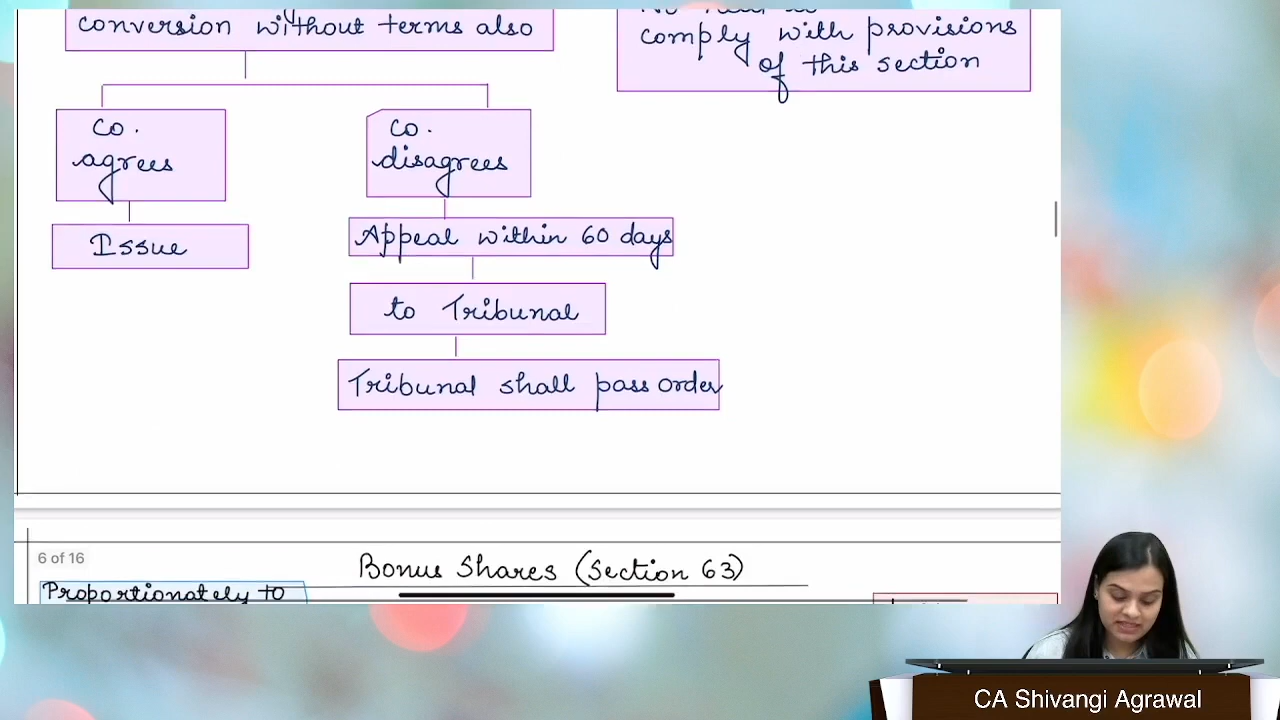 conversion without terms also
comply with provisions
of this section
co.
agrees
co.
disagrees
Issue
Appeal within 60 days
to Tribunal
Tribunal shall pass order
6 of 16
Bonus Shares (Section 63)
Proportionately to
CA Shivangi Agrawal